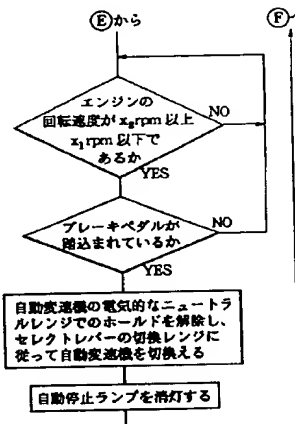 Ⓔから
Ⓕへ
エンジンの
回転速度がx₂rpm以上
x₁rpm以下で
あるか
NO
YES
ブレーキペダルが
踏込まれているか
NO
YES
自動変速機の電気的なニュートラ
ルレンジでのホールドを解除し、
セレクトレバーの切換レンジに
従って自動変速機を切換える
自動停止ランプを消灯する